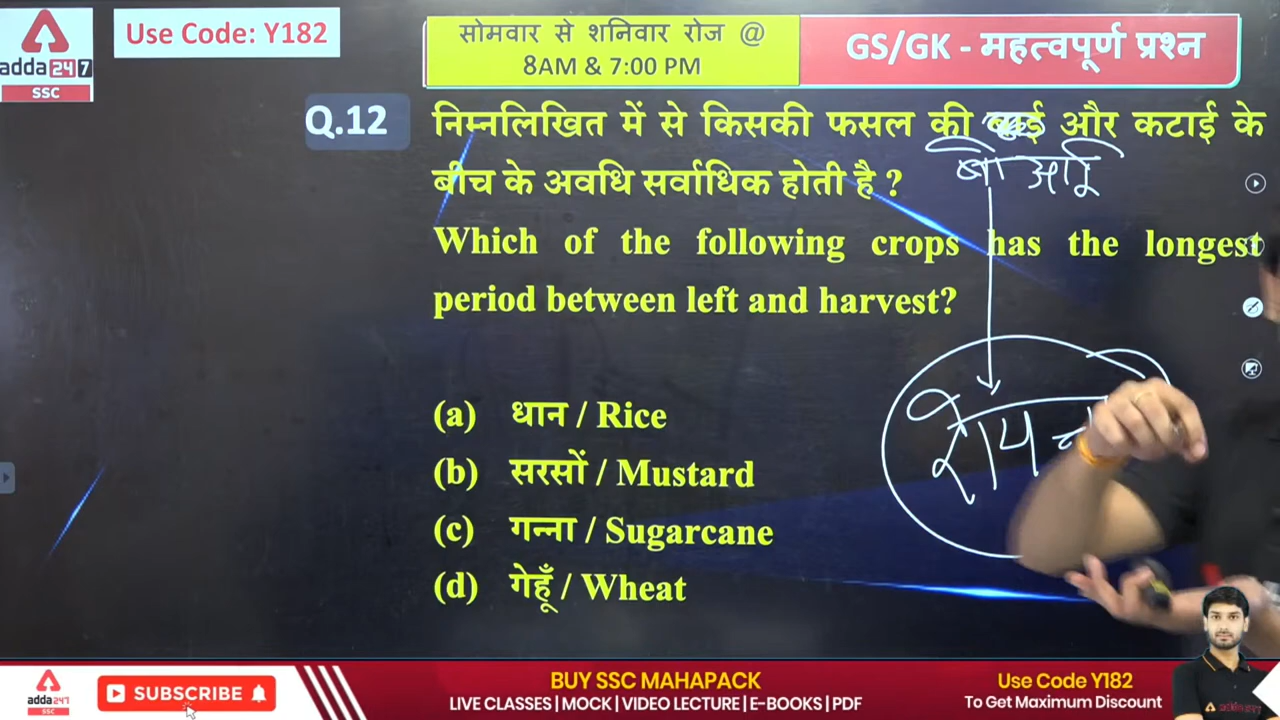 adda247
SSC
Use Code: Y182
सोमवार से शनिवार रोज @
8AM & 7:00 PM
GS/GK - महत्वपूर्ण प्रश्न
Q.12
निम्नलिखित में से किसकी फसल की और कटाई के
बीच के अवधि सर्वाधिक होती है ?
Which of the following crops has the longest
period between left and harvest?
(a) धान / Rice
(b) सरसों / Mustard
(c) गन्ना / Sugarcane
(d) गेहूँ / Wheat
adda247
SSC
SUBSCRIBE
BUY SSC MAHAPACK
LIVE CLASSES | MOCK | VIDEO LECTURE | E-BOOKS | PDF
Use Code Y182
To Get Maximum Discount